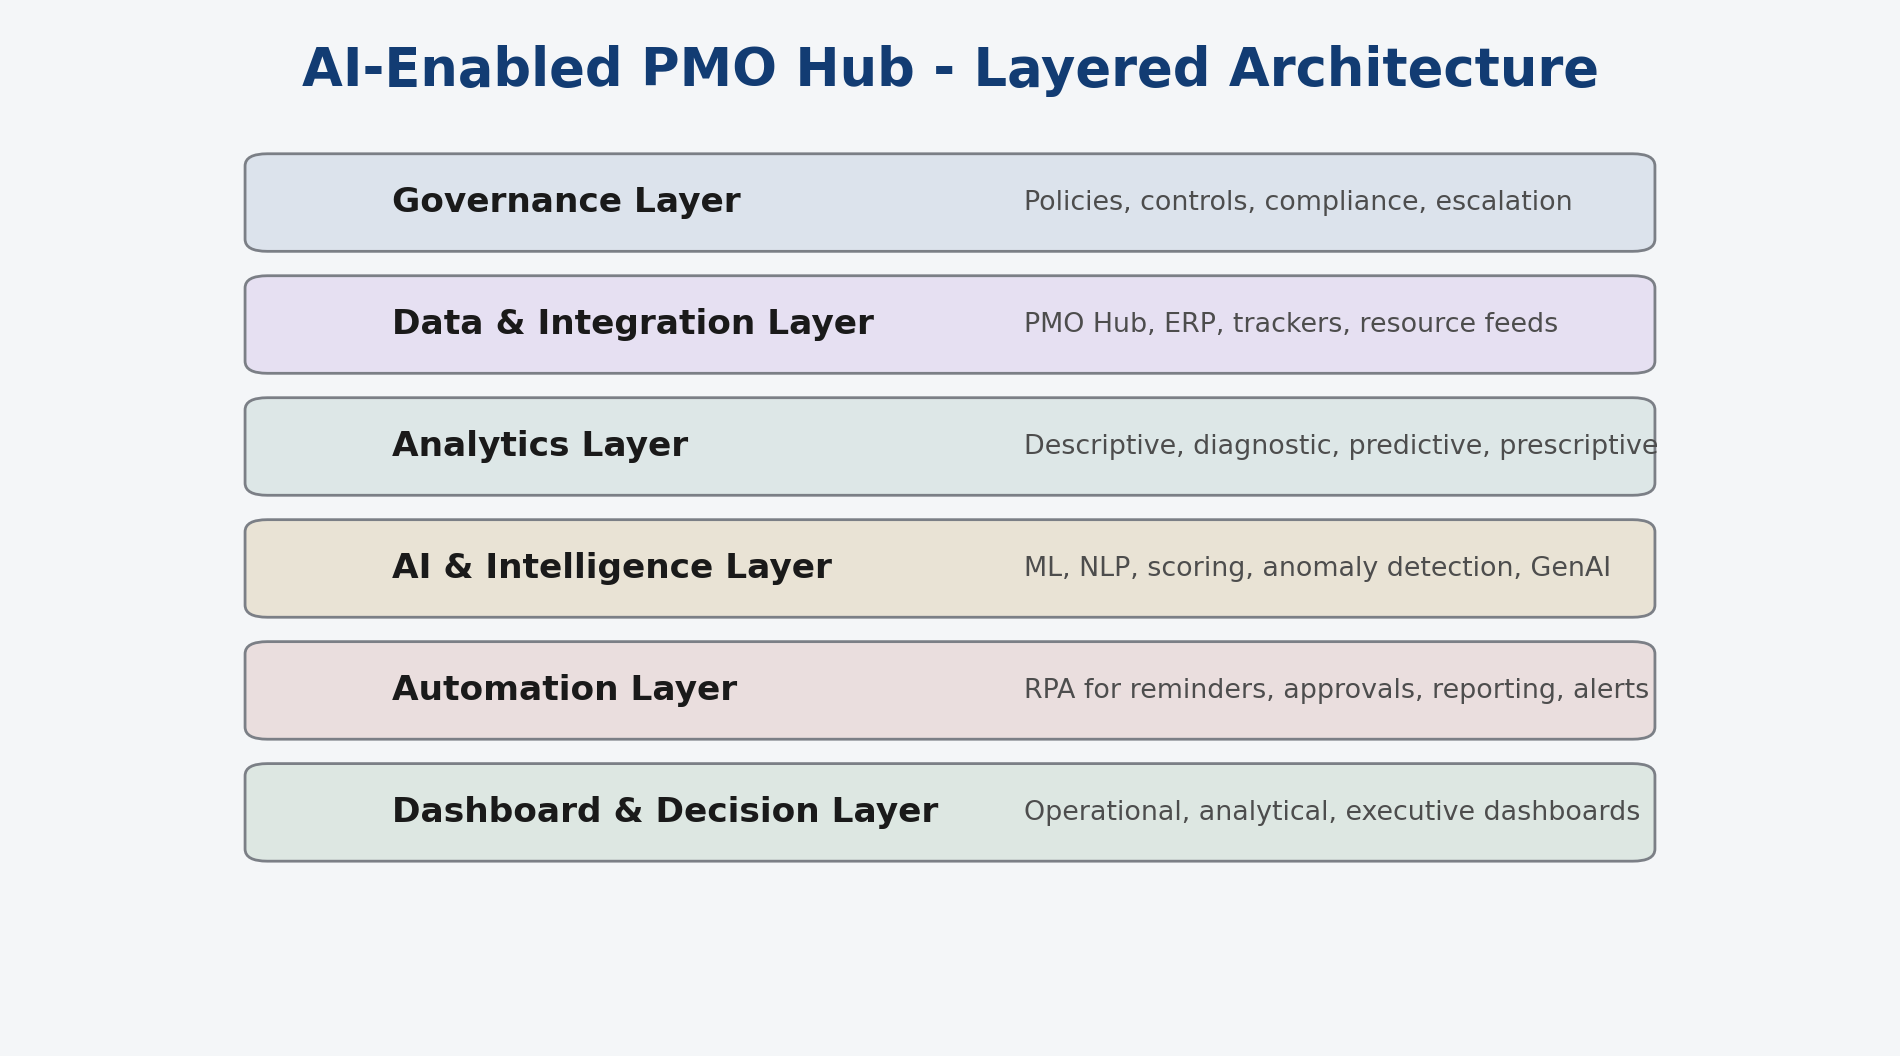 AI-Enabled PMO Hub - Layered Architecture
Governance Layer Policies, controls, compliance, escalation
Data & Integration Layer PMO Hub, ERP, trackers, resource feeds
Analytics Layer Descriptive, diagnostic, predictive, prescriptive
AI & Intelligence Layer ML, NLP, scoring, anomaly detection, GenAI
Automation Layer RPA for reminders, approvals, reporting, alerts
Dashboard & Decision Layer Operational, analytical, executive dashboards